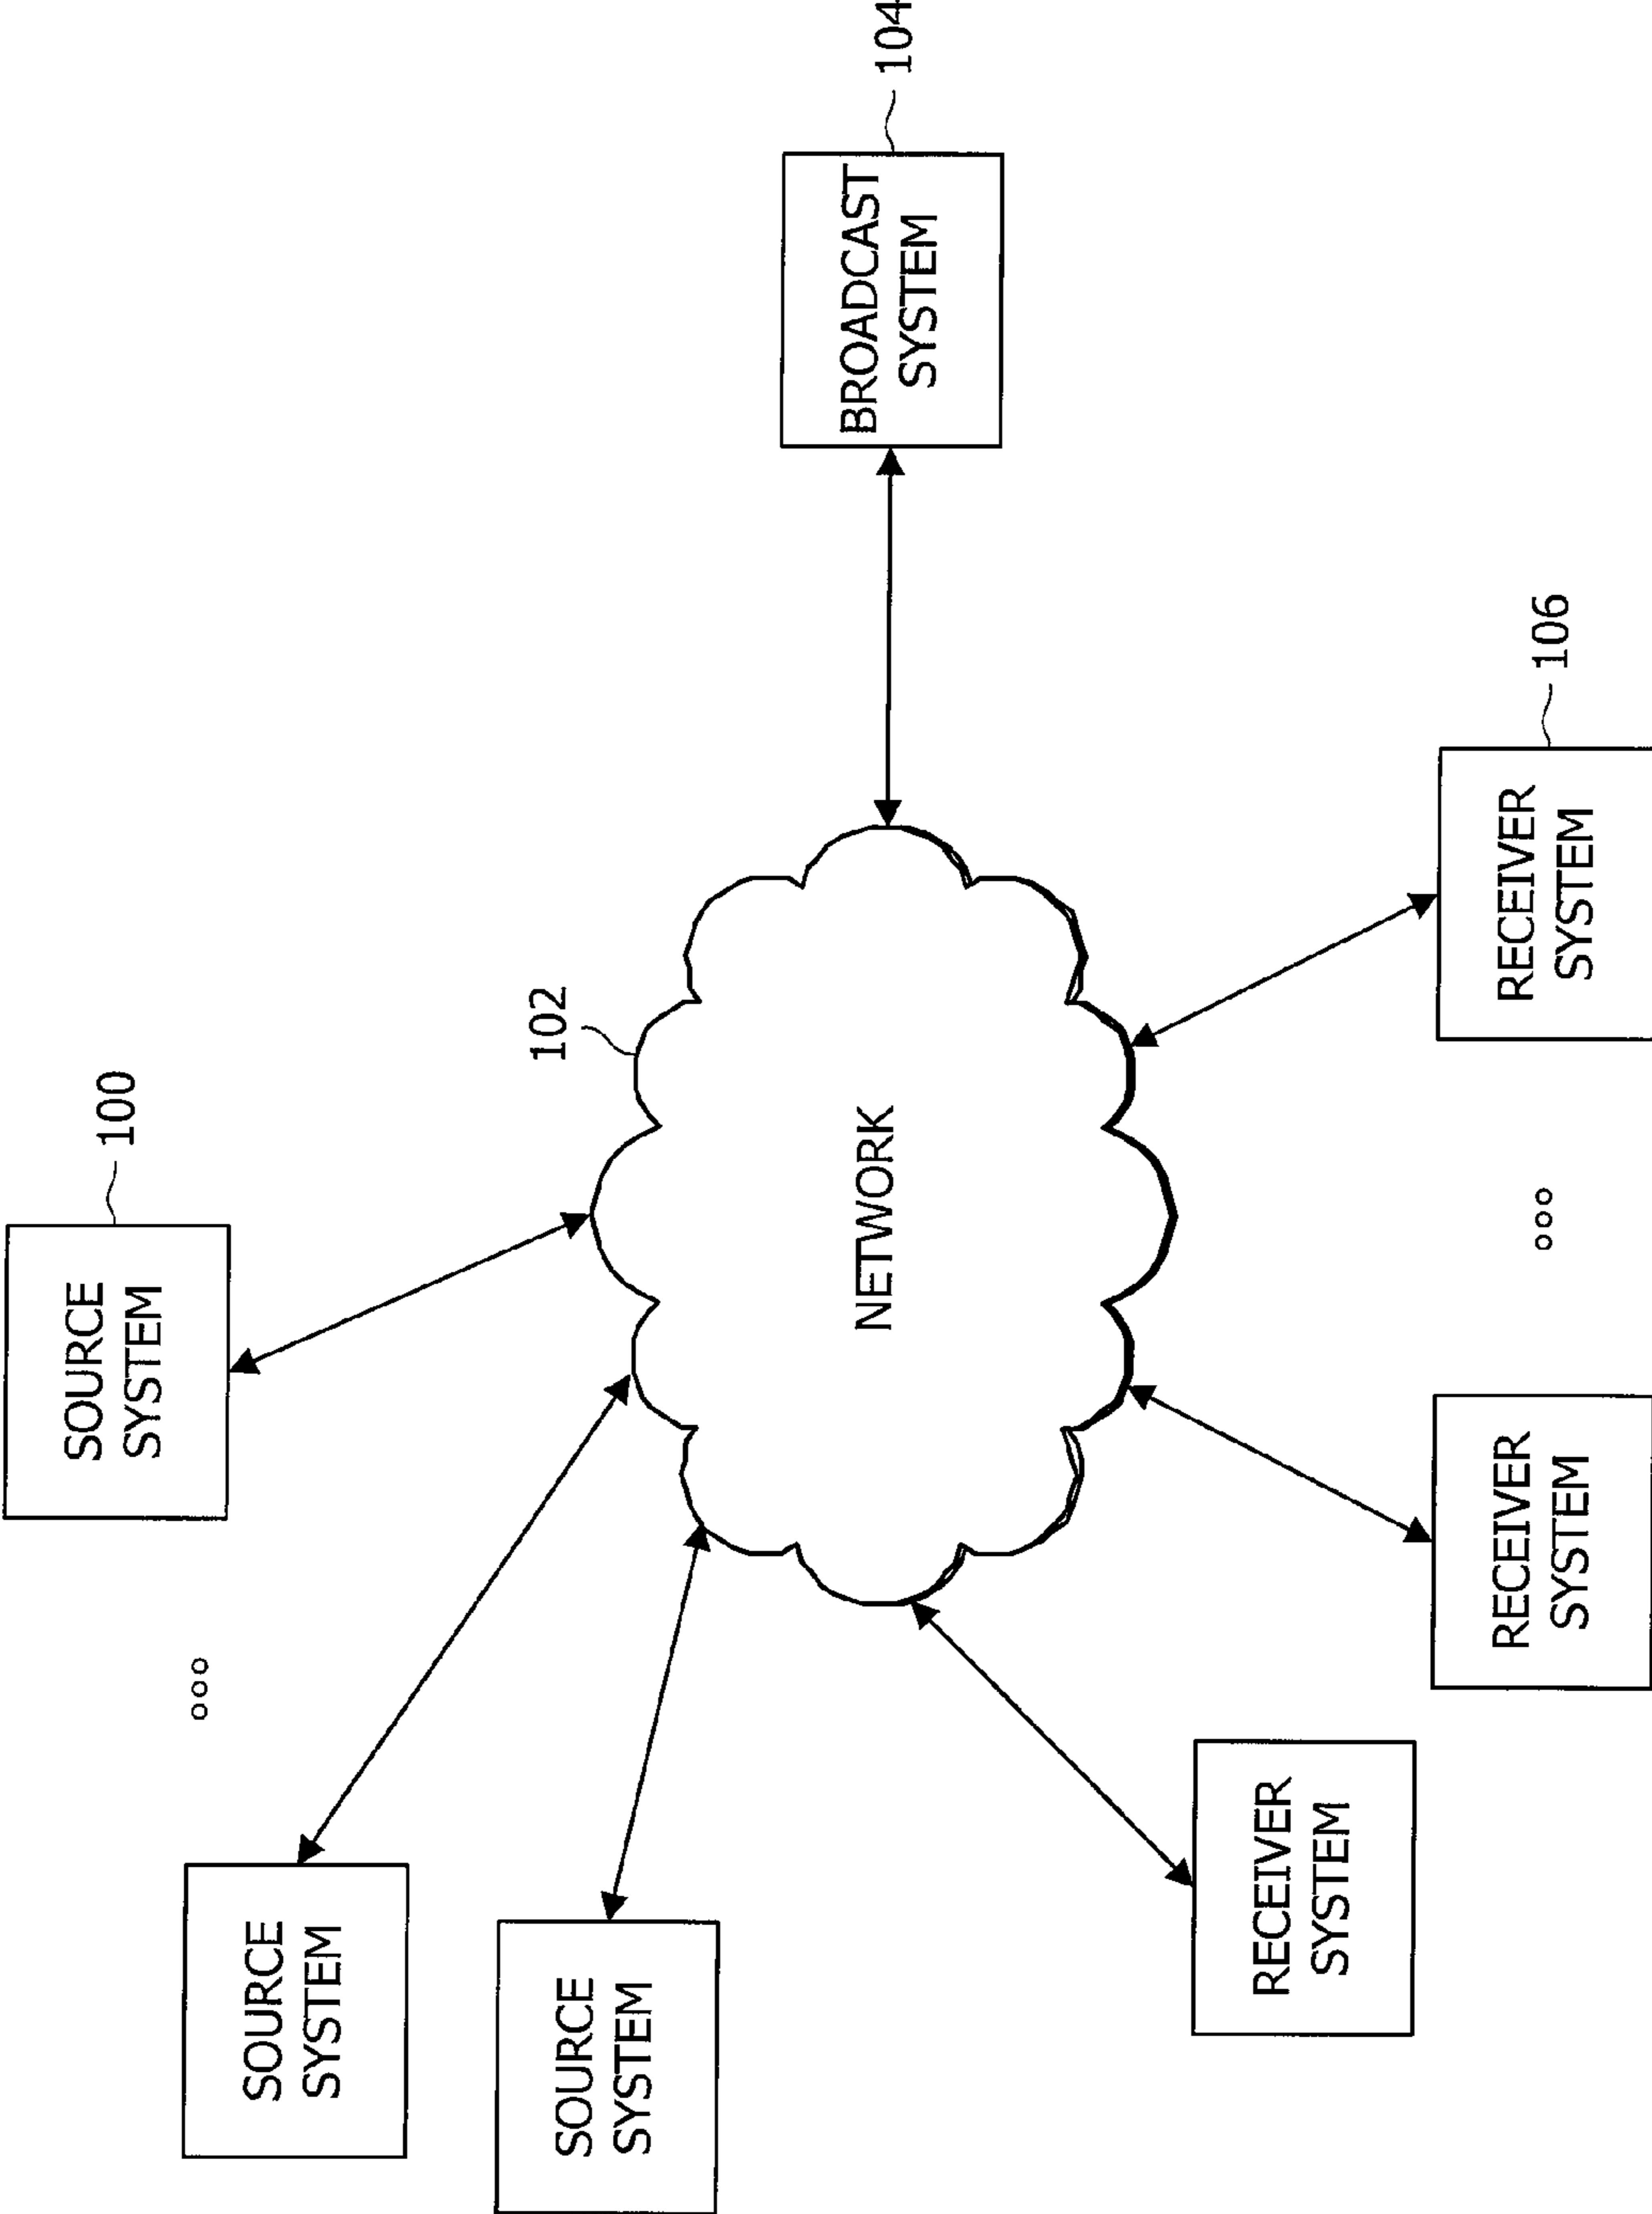 SOURCE
SYSTEM
100
SOURCE
SYSTEM
102
SOURCE
SYSTEM
NETWORK
BROADCAST
SYSTEM
104
RECEIVER
SYSTEM
RECEIVER
SYSTEM
RECEIVER
SYSTEM
106